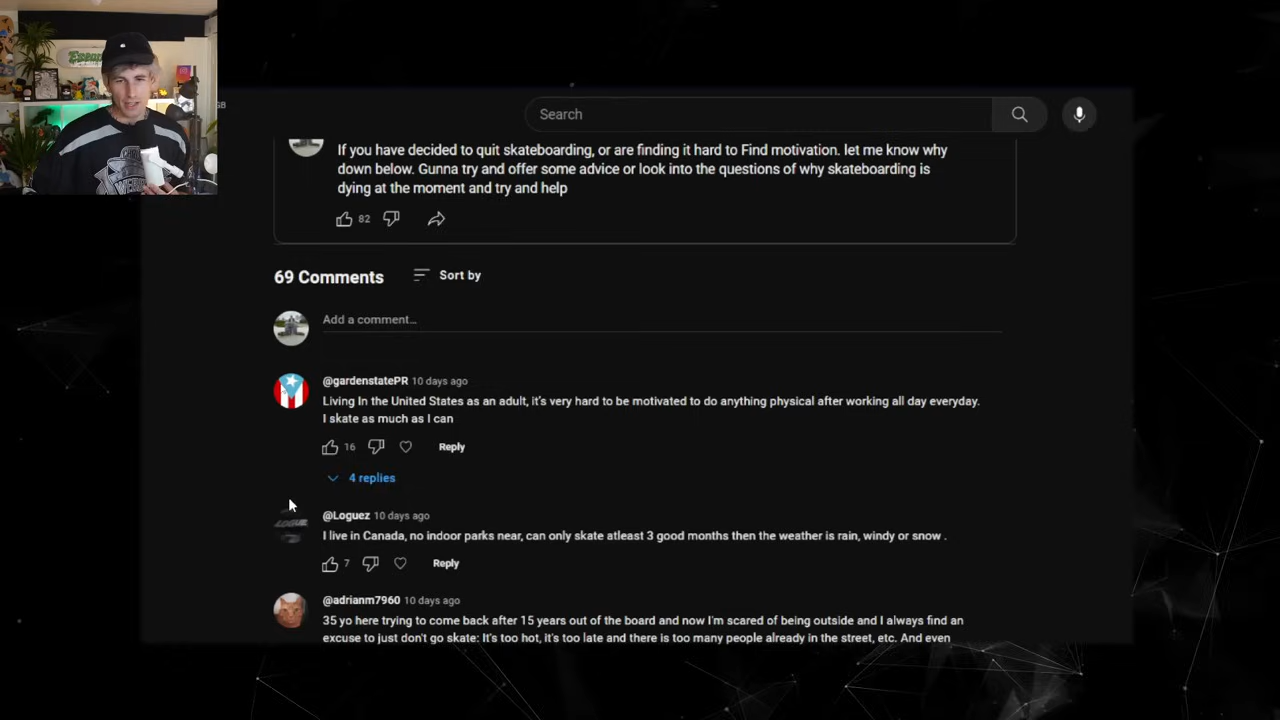 GB
Search
If you have decided to quit skateboarding, or are finding it hard to Find motivation. let me know why
down below. Gunna try and offer some advice or look into the questions of why skateboarding is
dying at the moment and try and help
82
69 Comments
Sort by
Add a comment...
@gardenstatePR 10 days ago
Living In the United States as an adult, it's very hard to be motivated to do anything physical after working all day everyday.
I skate as much as I can
16
Reply
4 replies
@Loguez 10 days ago
I live in Canada, no indoor parks near, can only skate atleast 3 good months then the weather is rain, windy or snow .
7
Reply
@adrianm7960 10 days ago
35 yo here trying to come back after 15 years out of the board and now I'm scared of being outside and I always find an
excuse to just don't go skate: It's too hot, it's too late and there is too many people already in the street, etc. And even